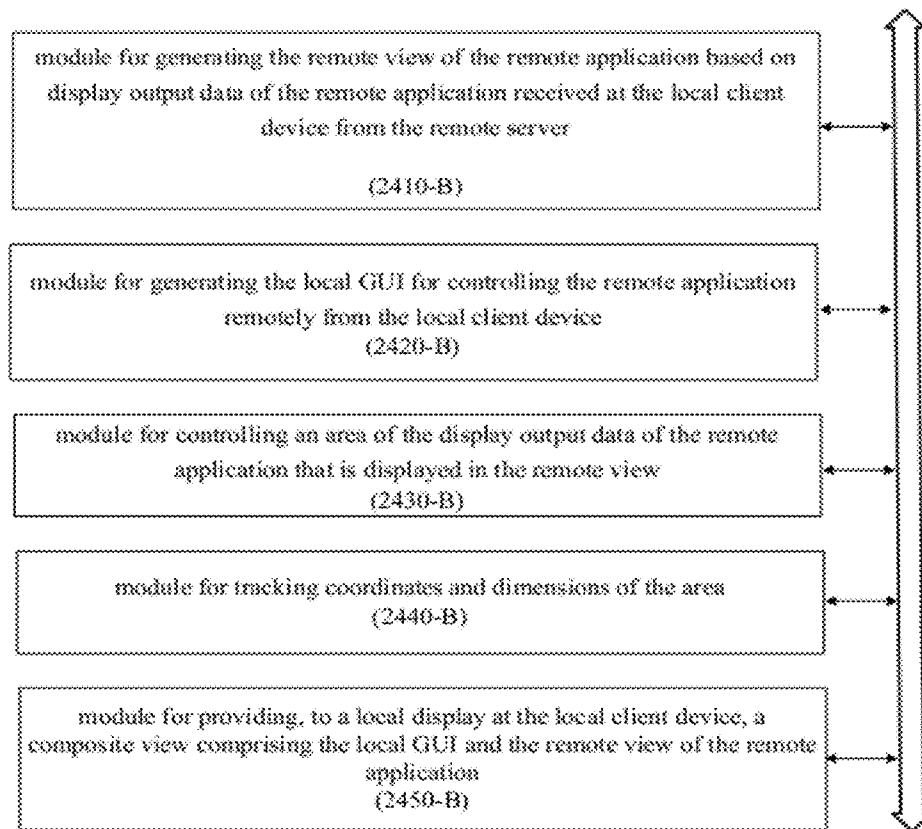 module for generating the remote view of the remote application based on
display output data of the remote application received at the local client
device from the remote server
(2410-B)
module for generating the local GUI for controlling the remote application
remotely from the local client device
(2420-B)
module for controlling an area of the display output data of the remote
application that is displayed in the remote view
(2430-B)
module for tracking coordinates and dimensions of the area
(2440-B)
module for providing, to a local display at the local client device, a
composite view comprising the local GUI and the remote view of the remote
application
(2450-B)